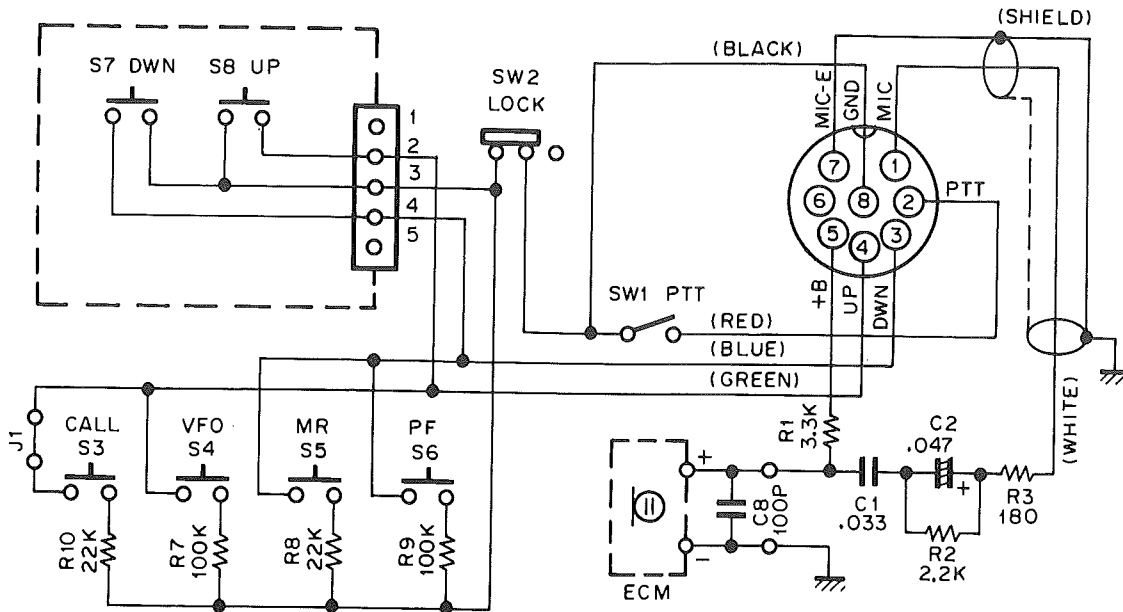 (SHIELD)
(BLACK)
S7 DWN
S8 UP
SW2
LOCK
MIC-E
GND
MIC
1
2
3
4
5
7
1
6
8
2
PTT
5
4
3
+B
UP
DWN
SW1 PTT
(RED)
(BLUE)
(GREEN)
(WHITE)
J1
CALL
S3
VFO
S4
MR
S5
PF
S6
R10
22K
R7
100K
R8
22K
R9
100K
R1
3.3K
+
-
ECM
C8
100P
C1
.033
C2
.047
+
R2
2.2K
R3
180